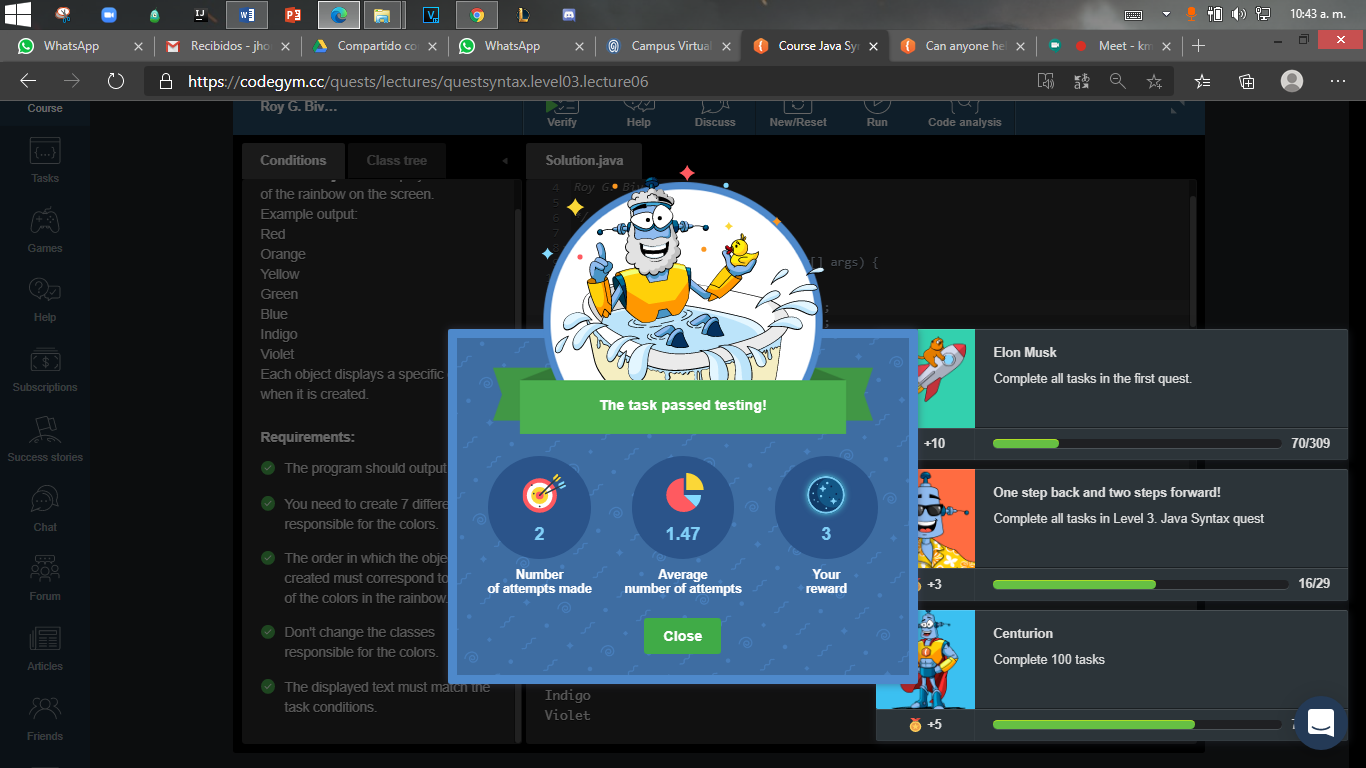 10:43 a. m.
WhatsApp
Recibidos - jho
Compartido co
WhatsApp
Campus Virtual
Course Java Sy
Can anyone he
Meet - km
https://codegym.cc/quests/lectures/questsyntax.level03.lecture06
Course
Tasks
Games
Help
Subscriptions
Success stories
Chat
Forum
Articles
Friends
Roy G. Biv...
Verify
Help
Discuss
New/Reset
Run
Code analysis
Conditions
Class tree
Solution.java
of the rainbow on the screen.
Example output:
Red
Orange
Yellow
Green
Blue
Indigo
Violet
Each object displays a specific
when it is created.
Requirements:
The program should output
You need to create 7 differe
responsible for the colors.
The order in which the obje
created must correspond to
of the colors in the rainbow.
Don't change the classes
responsible for the colors.
The displayed text must match the
task conditions.
4 Roy G. Bi
5
6
7
[] args) {
;
;
The task passed testing!
2
Number
of attempts made
1.47
Average
number of attempts
3
Your
reward
Close
Indigo
Violet
Elon Musk
Complete all tasks in the first quest.
+10
70/309
One step back and two steps forward!
Complete all tasks in Level 3. Java Syntax quest
+3
16/29
Centurion
Complete 100 tasks
+5